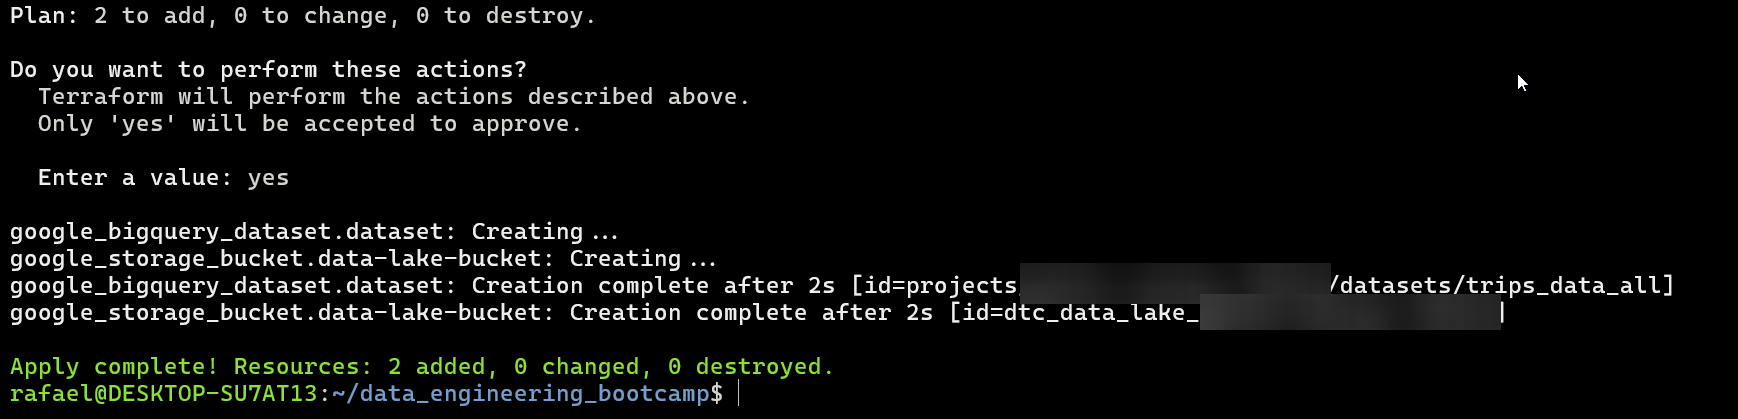 Plan: 2 to add, 0 to change, 0 to destroy.
Do you want to perform these actions?
Terraform will perform the actions described above.
Only 'yes' will be accepted to approve.
Enter a value: yes
google_bigquery_dataset.dataset: Creating...
google_storage_bucket.data-lake-bucket: Creating...
google_bigquery_dataset.dataset: Creation complete after 2s [id=projects/datasets/trips_data_all]
google_storage_bucket.data-lake-bucket: Creation complete after 2s [id=dtc_data_lake_]
Apply complete! Resources: 2 added, 0 changed, 0 destroyed.
rafael@DESKTOP-SU7AT13:~/data_engineering_bootcamp$